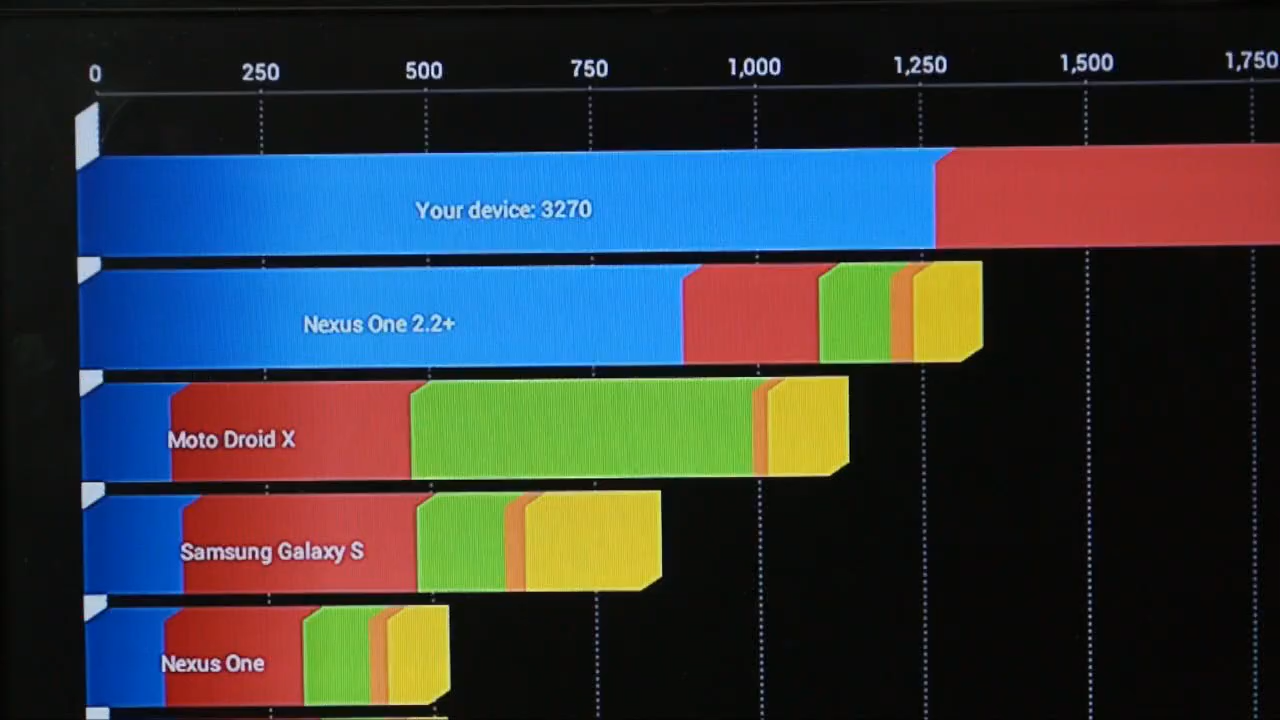 0 250 500 750 1,000 1,250 1,500 1,750
Your device: 3270
Nexus One 2.2+
Moto Droid X
Samsung Galaxy S
Nexus One